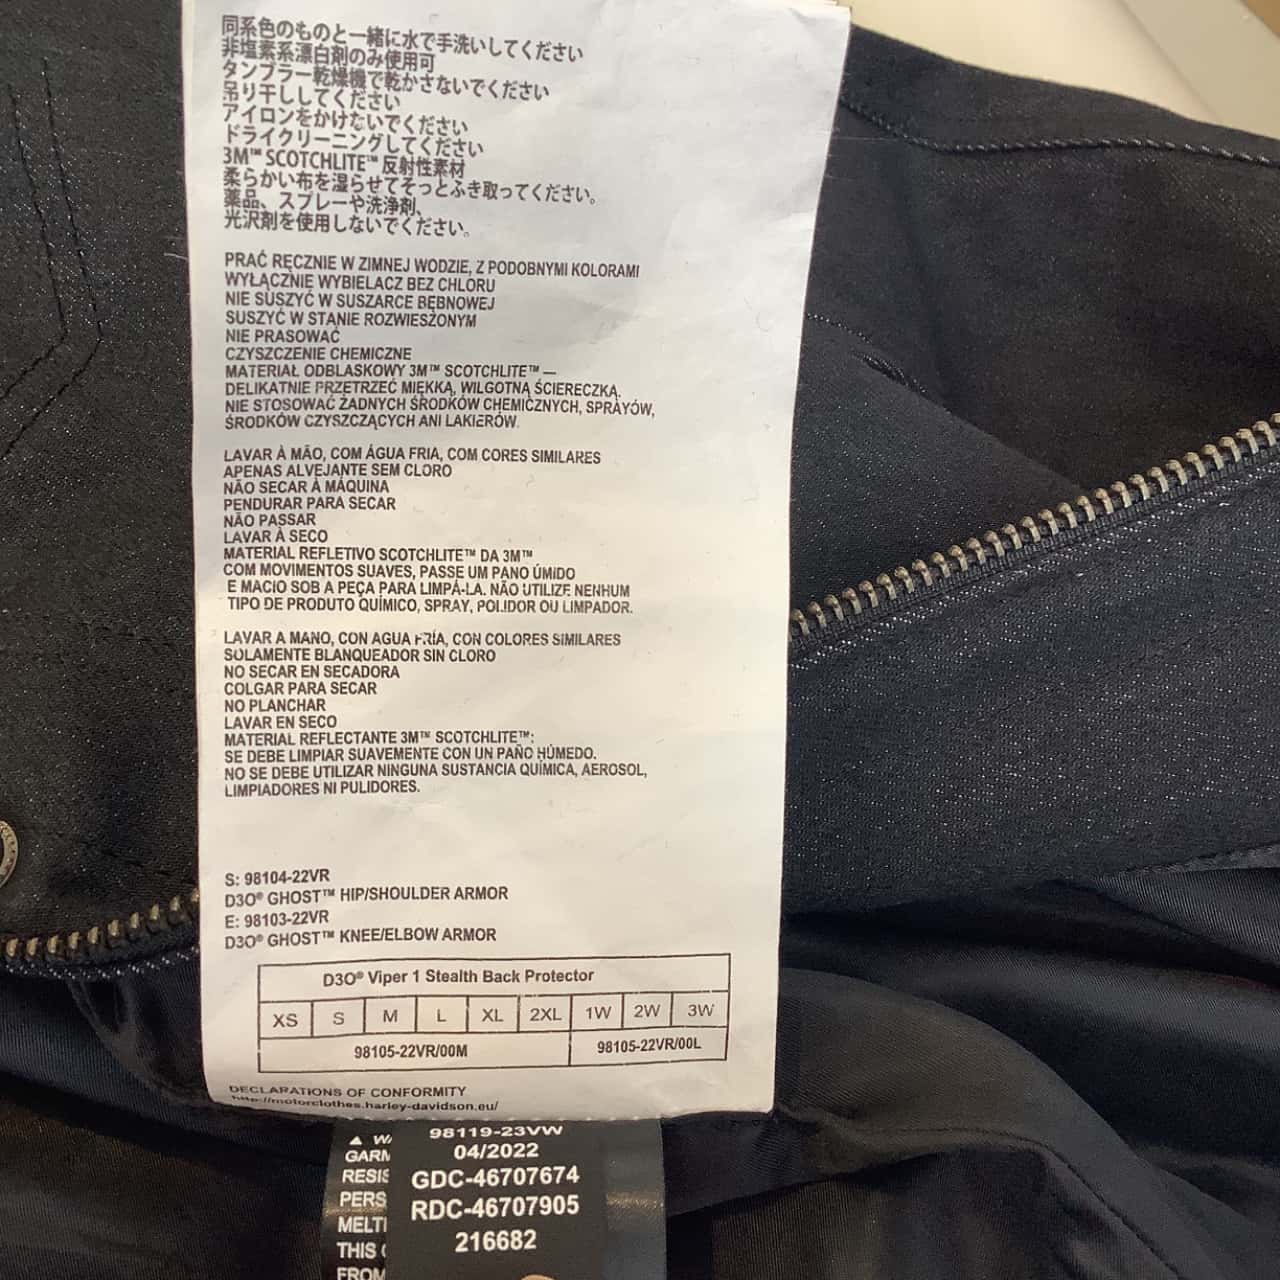 同系色のものと一緒に水で手洗いしてください
非塩素系漂白剤のみ使用可
タンブラー乾燥機で乾かさないでください
吊り干ししてください
アイロンをかけないでください
ドライクリーニングしてください
3M™ SCOTCHLITE™ 反射性素材
柔らかい布を湿らせてそっとふき取ってください。
薬品、スプレーや洗浄剤、
光沢剤を使用しないでください。
PRAĆ RĘCZNIE W ZIMNEJ WODZIE, Z PODOBNYMI KOLORAMI
WYŁĄCZNIE WYBIELACZ BEZ CHLORU
NIE SUSZYĆ W SUSZARCE BĘBNOWEJ
SUSZYĆ W STANIE ROZWIESZONYM
NIE PRASOWAĆ
CZYSZCZENIE CHEMICZNE
MATERIAŁ ODBLASKOWY 3M™ SCOTCHLITE™ —
DELIKATNIE PRZETRZEĆ MIĘKKĄ, WILGOTNĄ ŚCIERECZKĄ.
NIE STOSOWAĆ ŻADNYCH ŚRODKÓW CHEMICZNYCH, SPRAYÓW,
ŚRODKÓW CZYSZCZĄCYCH ANI LAKIERÓW.
LAVAR À MÃO, COM ÁGUA FRIA, COM CORES SIMILARES
APENAS ALVEJANTE SEM CLORO
NÃO SECAR À MÁQUINA
PENDURAR PARA SECAR
NÃO PASSAR
LAVAR À SECO
MATERIAL REFLETIVO SCOTCHLITE™ DA 3M™
COM MOVIMENTOS SUAVES, PASSE UM PANO ÚMIDO
E MACIO SOB A PEÇA PARA LIMPÁ-LA. NÃO UTILIZE NENHUM
TIPO DE PRODUTO QUÍMICO, SPRAY, POLIDOR OU LIMPADOR.
LAVAR A MANO, CON AGUA FRÍA, CON COLORES SIMILARES
SOLAMENTE BLANQUEADOR SIN CLORO
NO SECAR EN SECADORA
COLGAR PARA SECAR
NO PLANCHAR
LAVAR EN SECO
MATERIAL REFLECTANTE 3M™ SCOTCHLITE™:
SE DEBE LIMPIAR SUAVEMENTE CON UN PAÑO HÚMEDO.
NO SE DEBE UTILIZAR NINGUNA SUSTANCIA QUÍMICA, AEROSOL,
LIMPIADORES NI PULIDORES.
S: 98104-22VR
D3O® GHOST™ HIP/SHOULDER ARMOR
E: 98103-22VR
D3O® GHOST™ KNEE/ELBOW ARMOR
D3O® Viper 1 Stealth Back Protector
XS S M L XL 2XL 1W 2W 3W
98105-22VR/00M 98105-22VR/00L
DECLARATIONS OF CONFORMITY
http://motorclothes.harley-davidson.eu/
98119-23VW
04/2022
GDC-46707674
RDC-46707905
216682
▲ WA
GARM
RESIS
PERS
MELTI
THIS
FROM